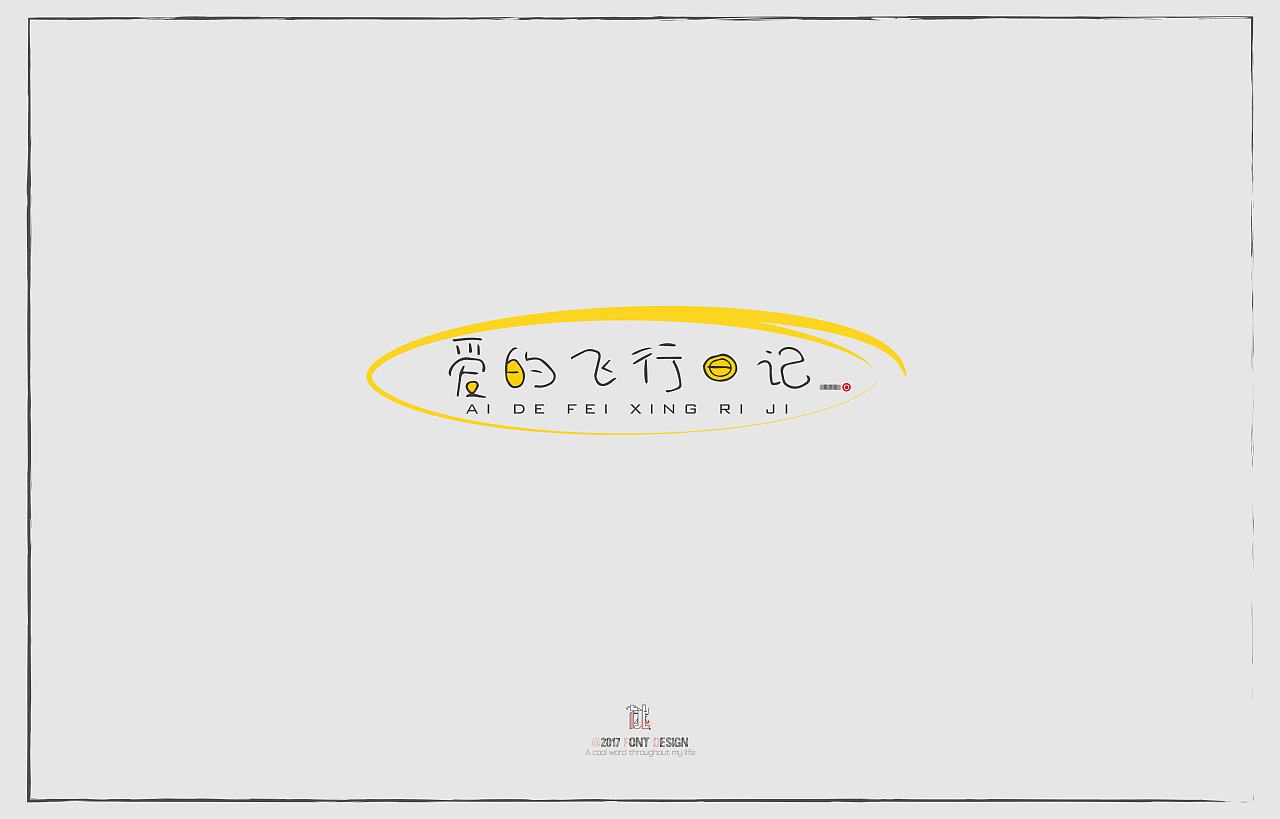 爱的飞行日记
AI DE FEI XING RI JI
©2017 FONT DESIGN
A cool word throughout my life